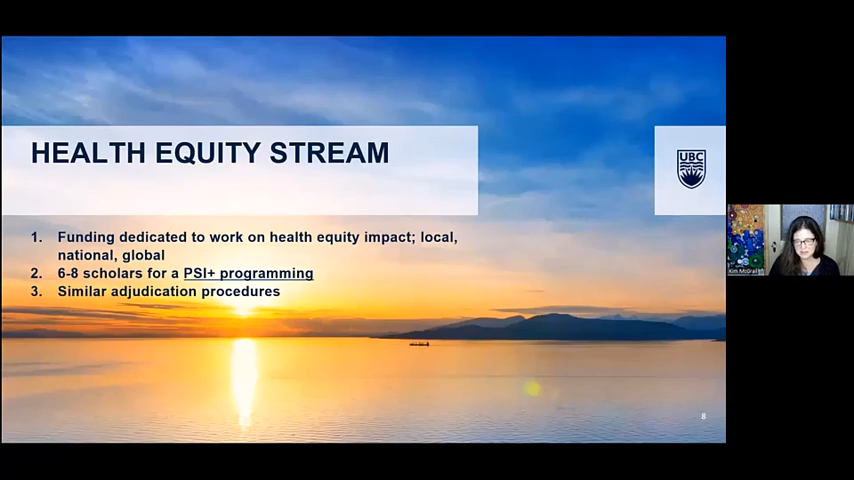 HEALTH EQUITY STREAM
UBC
1. Funding dedicated to work on health equity impact; local,
national, global
2. 6-8 scholars for a PSI+ programming
3. Similar adjudication procedures
Kim McGrail
8